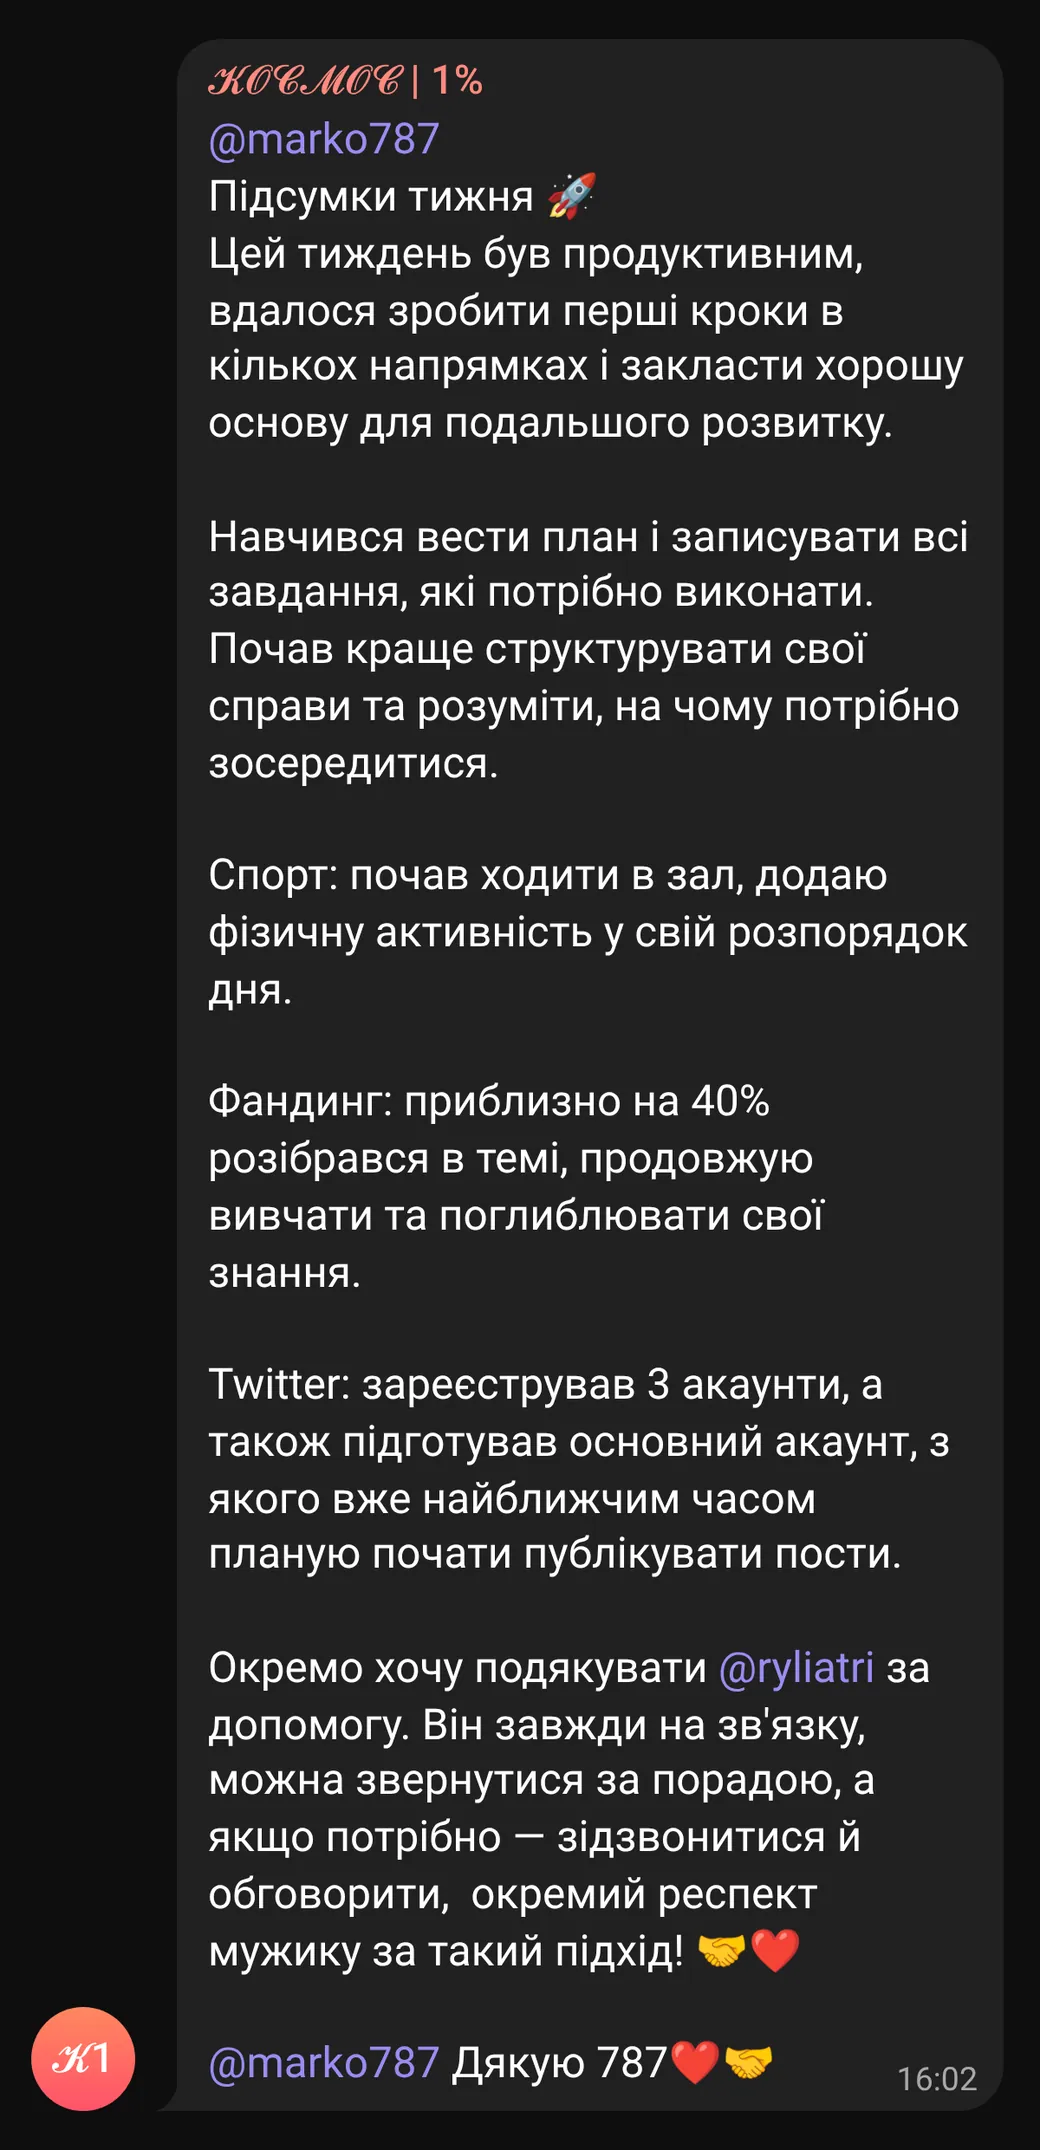 𝒦𝒪𝒞ℳ𝒪𝒞 | 1%
@marko787
Підсумки тижня 🚀
Цей тиждень був продуктивним,
вдалося зробити перші кроки в
кількох напрямках і закласти хорошу
основу для подальшого розвитку.
Навчився вести план і записувати всі
завдання, які потрібно виконати.
Почав краще структурувати свої
справи та розуміти, на чому потрібно
зосередитися.
Спорт: почав ходити в зал, додаю
фізичну активність у свій розпорядок
дня.
Фандинг: приблизно на 40%
розібрався в темі, продовжую
вивчати та поглиблювати свої
знання.
Twitter: зареєстрував 3 акаунти, а
також підготував основний акаунт, з
якого вже найближчим часом
планую почати публікувати пости.
Окремо хочу подякувати @ryliatri за
допомогу. Він завжди на зв'язку,
можна звернутися за порадою, а
якщо потрібно — зідзвонитися й
обговорити,  окремий респект
мужику за такий підхід! 🤝❤️
@marko787 Дякую 787❤️🤝
16:02
𝒦1